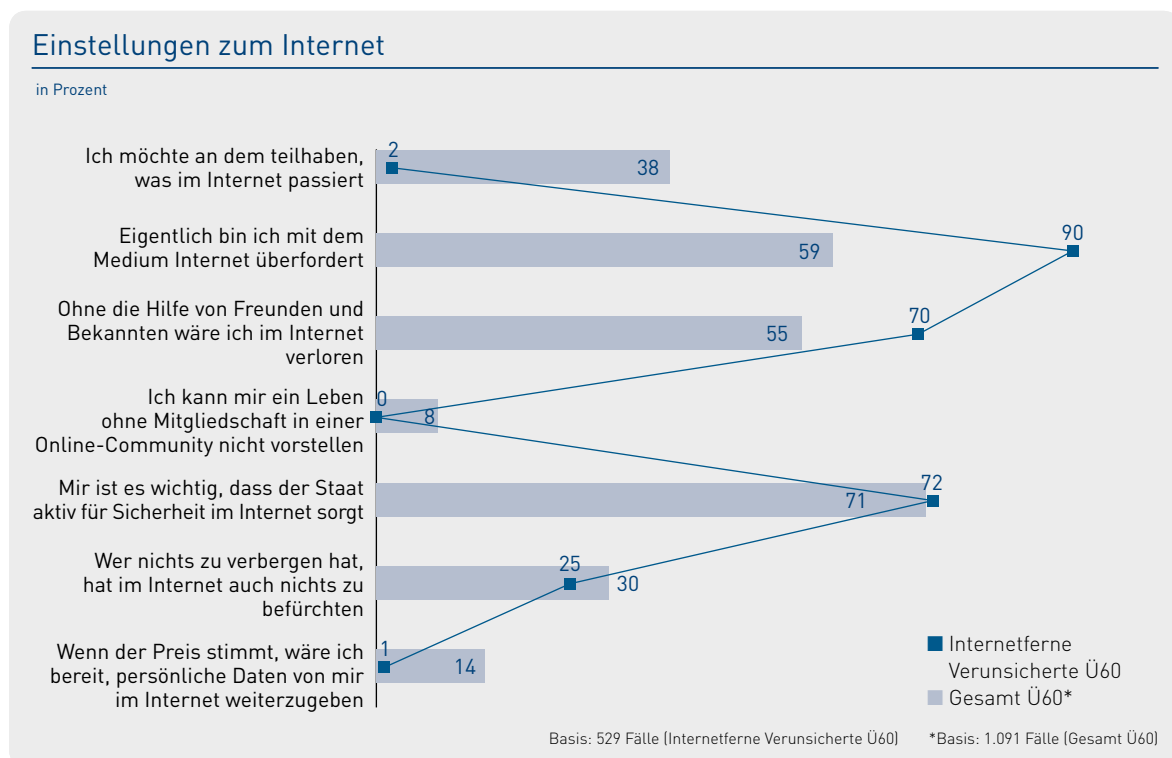 Einstellungen zum Internet
in Prozent
Ich möchte an dem teilhaben,
was im Internet passiert
2
38
Eigentlich bin ich mit dem
Medium Internet überfordert
59
90
Ohne die Hilfe von Freunden und
Bekannten wäre ich im Internet
verloren
55
70
Ich kann mir ein Leben
ohne Mitgliedschaft in einer
Online-Community nicht vorstellen
0
8
Mir ist es wichtig, dass der Staat
aktiv für Sicherheit im Internet sorgt
71
72
Wer nichts zu verbergen hat,
hat im Internet auch nichts zu
befürchten
25
30
Wenn der Preis stimmt, wäre ich
bereit, persönliche Daten von mir
im Internet weiterzugeben
1
14
Internetferne
Verunsicherte Ü60
Gesamt Ü60*
Basis: 529 Fälle (Internetferne Verunsicherte Ü60) *Basis: 1.091 Fälle (Gesamt Ü60)